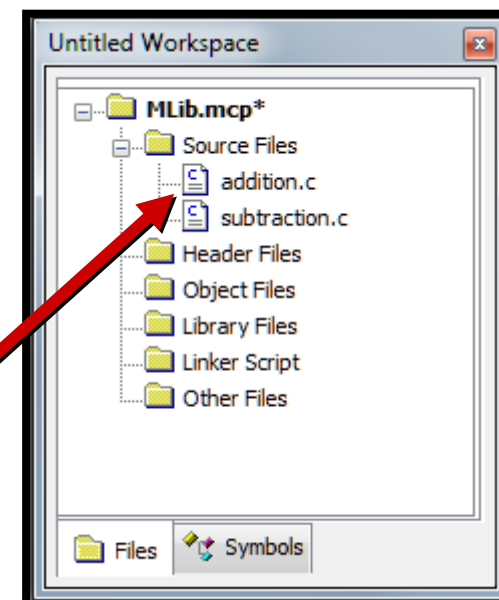 Untitled Workspace
MLib.mcp*
Source Files
addition.c
subtraction.c
Header Files
Object Files
Library Files
Linker Script
Other Files
Files Symbols